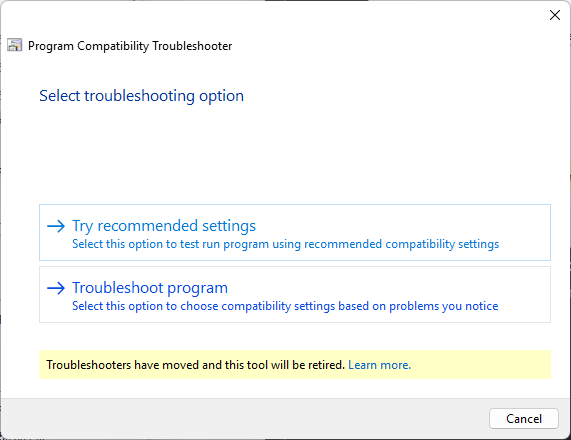 Program Compatibility Troubleshooter
Select troubleshooting option
Try recommended settings
Select this option to test run program using recommended compatibility settings
Troubleshoot program
Select this option to choose compatibility settings based on problems you notice
Troubleshooters have moved and this tool will be retired. Learn more.
Cancel